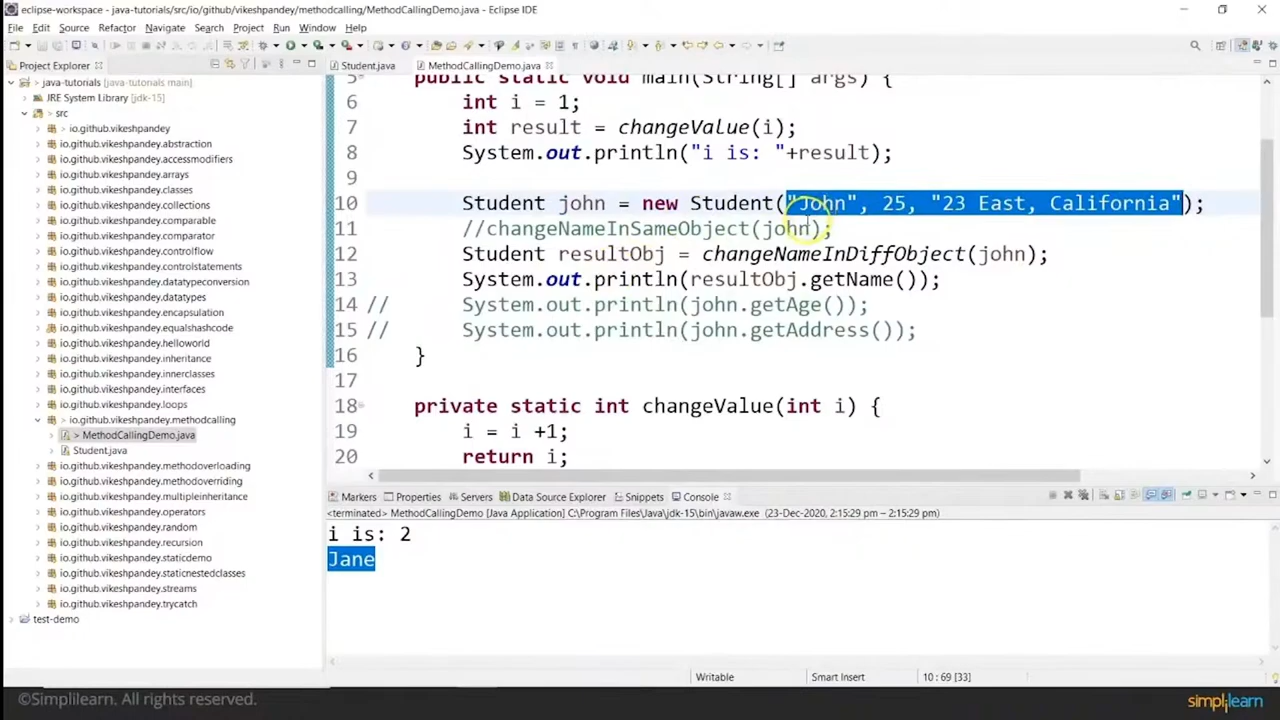 eclipse-workspace - java-tutorials/src/io/github/vikeshpandey/methodcalling/MethodCallingDemo.java - Eclipse IDE
File Edit Source Refactor Navigate Search Project Run Window Help
Project Explorer
Student.java MethodCallingDemo.java
java-tutorials [java-tutorials main]
JRE System Library [jdk-15]
src
> io.github.vikeshpandey
io.github.vikeshpandey.abstraction
io.github.vikeshpandey.accessmodifiers
io.github.vikeshpandey.arrays
io.github.vikeshpandey.classes
io.github.vikeshpandey.collections
io.github.vikeshpandey.comparable
io.github.vikeshpandey.comparator
io.github.vikeshpandey.controlflow
io.github.vikeshpandey.controlstatements
io.github.vikeshpandey.datatypeconversion
io.github.vikeshpandey.datatypes
io.github.vikeshpandey.encapsulation
io.github.vikeshpandey.equalshashcode
io.github.vikeshpandey.helloworld
io.github.vikeshpandey.inheritance
io.github.vikeshpandey.innerclasses
io.github.vikeshpandey.interfaces
io.github.vikeshpandey.loops
> io.github.vikeshpandey.methodcalling
> MethodCallingDemo.java
Student.java
io.github.vikeshpandey.methodoverloading
io.github.vikeshpandey.methodoverriding
io.github.vikeshpandey.multipleinheritance
io.github.vikeshpandey.operators
io.github.vikeshpandey.random
io.github.vikeshpandey.recursion
io.github.vikeshpandey.staticdemo
io.github.vikeshpandey.staticnestedclasses
io.github.vikeshpandey.streams
io.github.vikeshpandey.trycatch
test-demo
5 public static void main(String[] args) {
6 int i = 1;
7 int result = changeValue(i);
8 System.out.println("i is: "+result);
9
10 Student john = new Student("John", 25, "23 East, California");
11 //changeNameInSameObject(john);
12 Student resultObj = changeNameInDiffObject(john);
13 System.out.println(resultObj.getName());
14 // System.out.println(john.getAge());
15 // System.out.println(john.getAddress());
16 }
17
18 private static int changeValue(int i) {
19 i = i +1;
20 return i;
Markers Properties Servers Data Source Explorer Snippets Console
<terminated> MethodCallingDemo [Java Application] C:\Program Files\Java\jdk-15\bin\javaw.exe (23-Dec-2020, 2:15:29 pm – 2:15:29 pm)
i is: 2
Jane
Writable Smart Insert 10 : 69 [33]
©Simplilearn. All rights reserved.
simplilearn